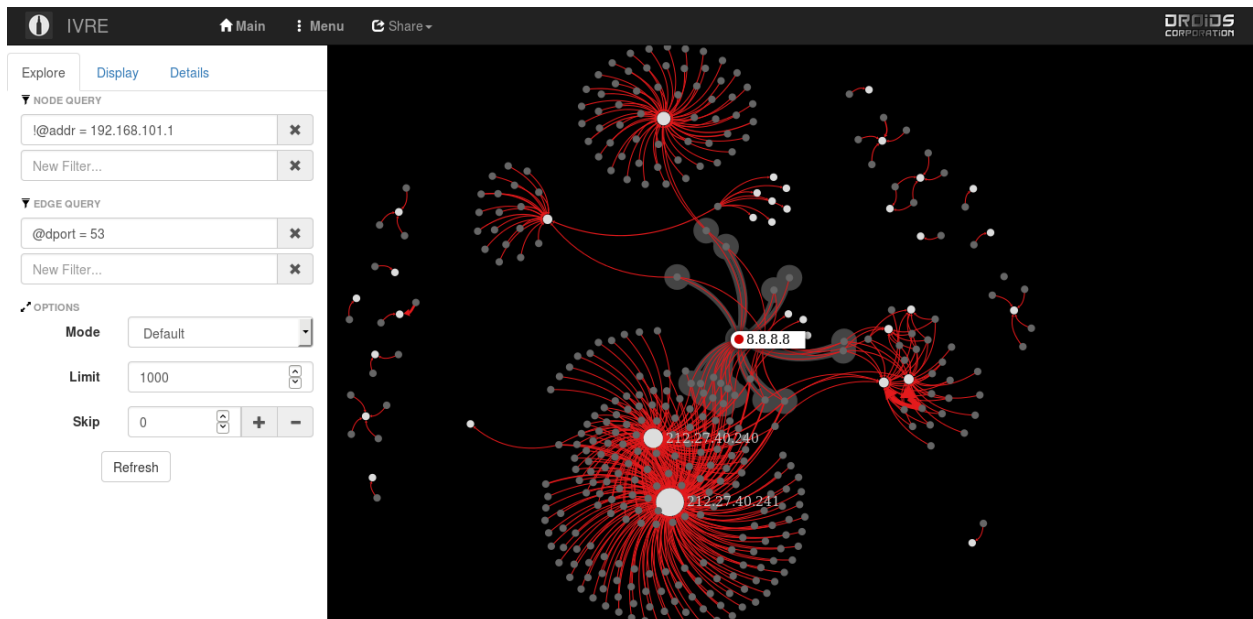 IVRE
Main
Menu
Share
DROIDS
CORPORATION
Explore
Display
Details
NODE QUERY
!@addr = 192.168.101.1
New Filter...
EDGE QUERY
@dport = 53
New Filter...
OPTIONS
Mode
Default
Limit
1000
Skip
0
Refresh
8.8.8.8
212.27.40.240
212.27.40.241